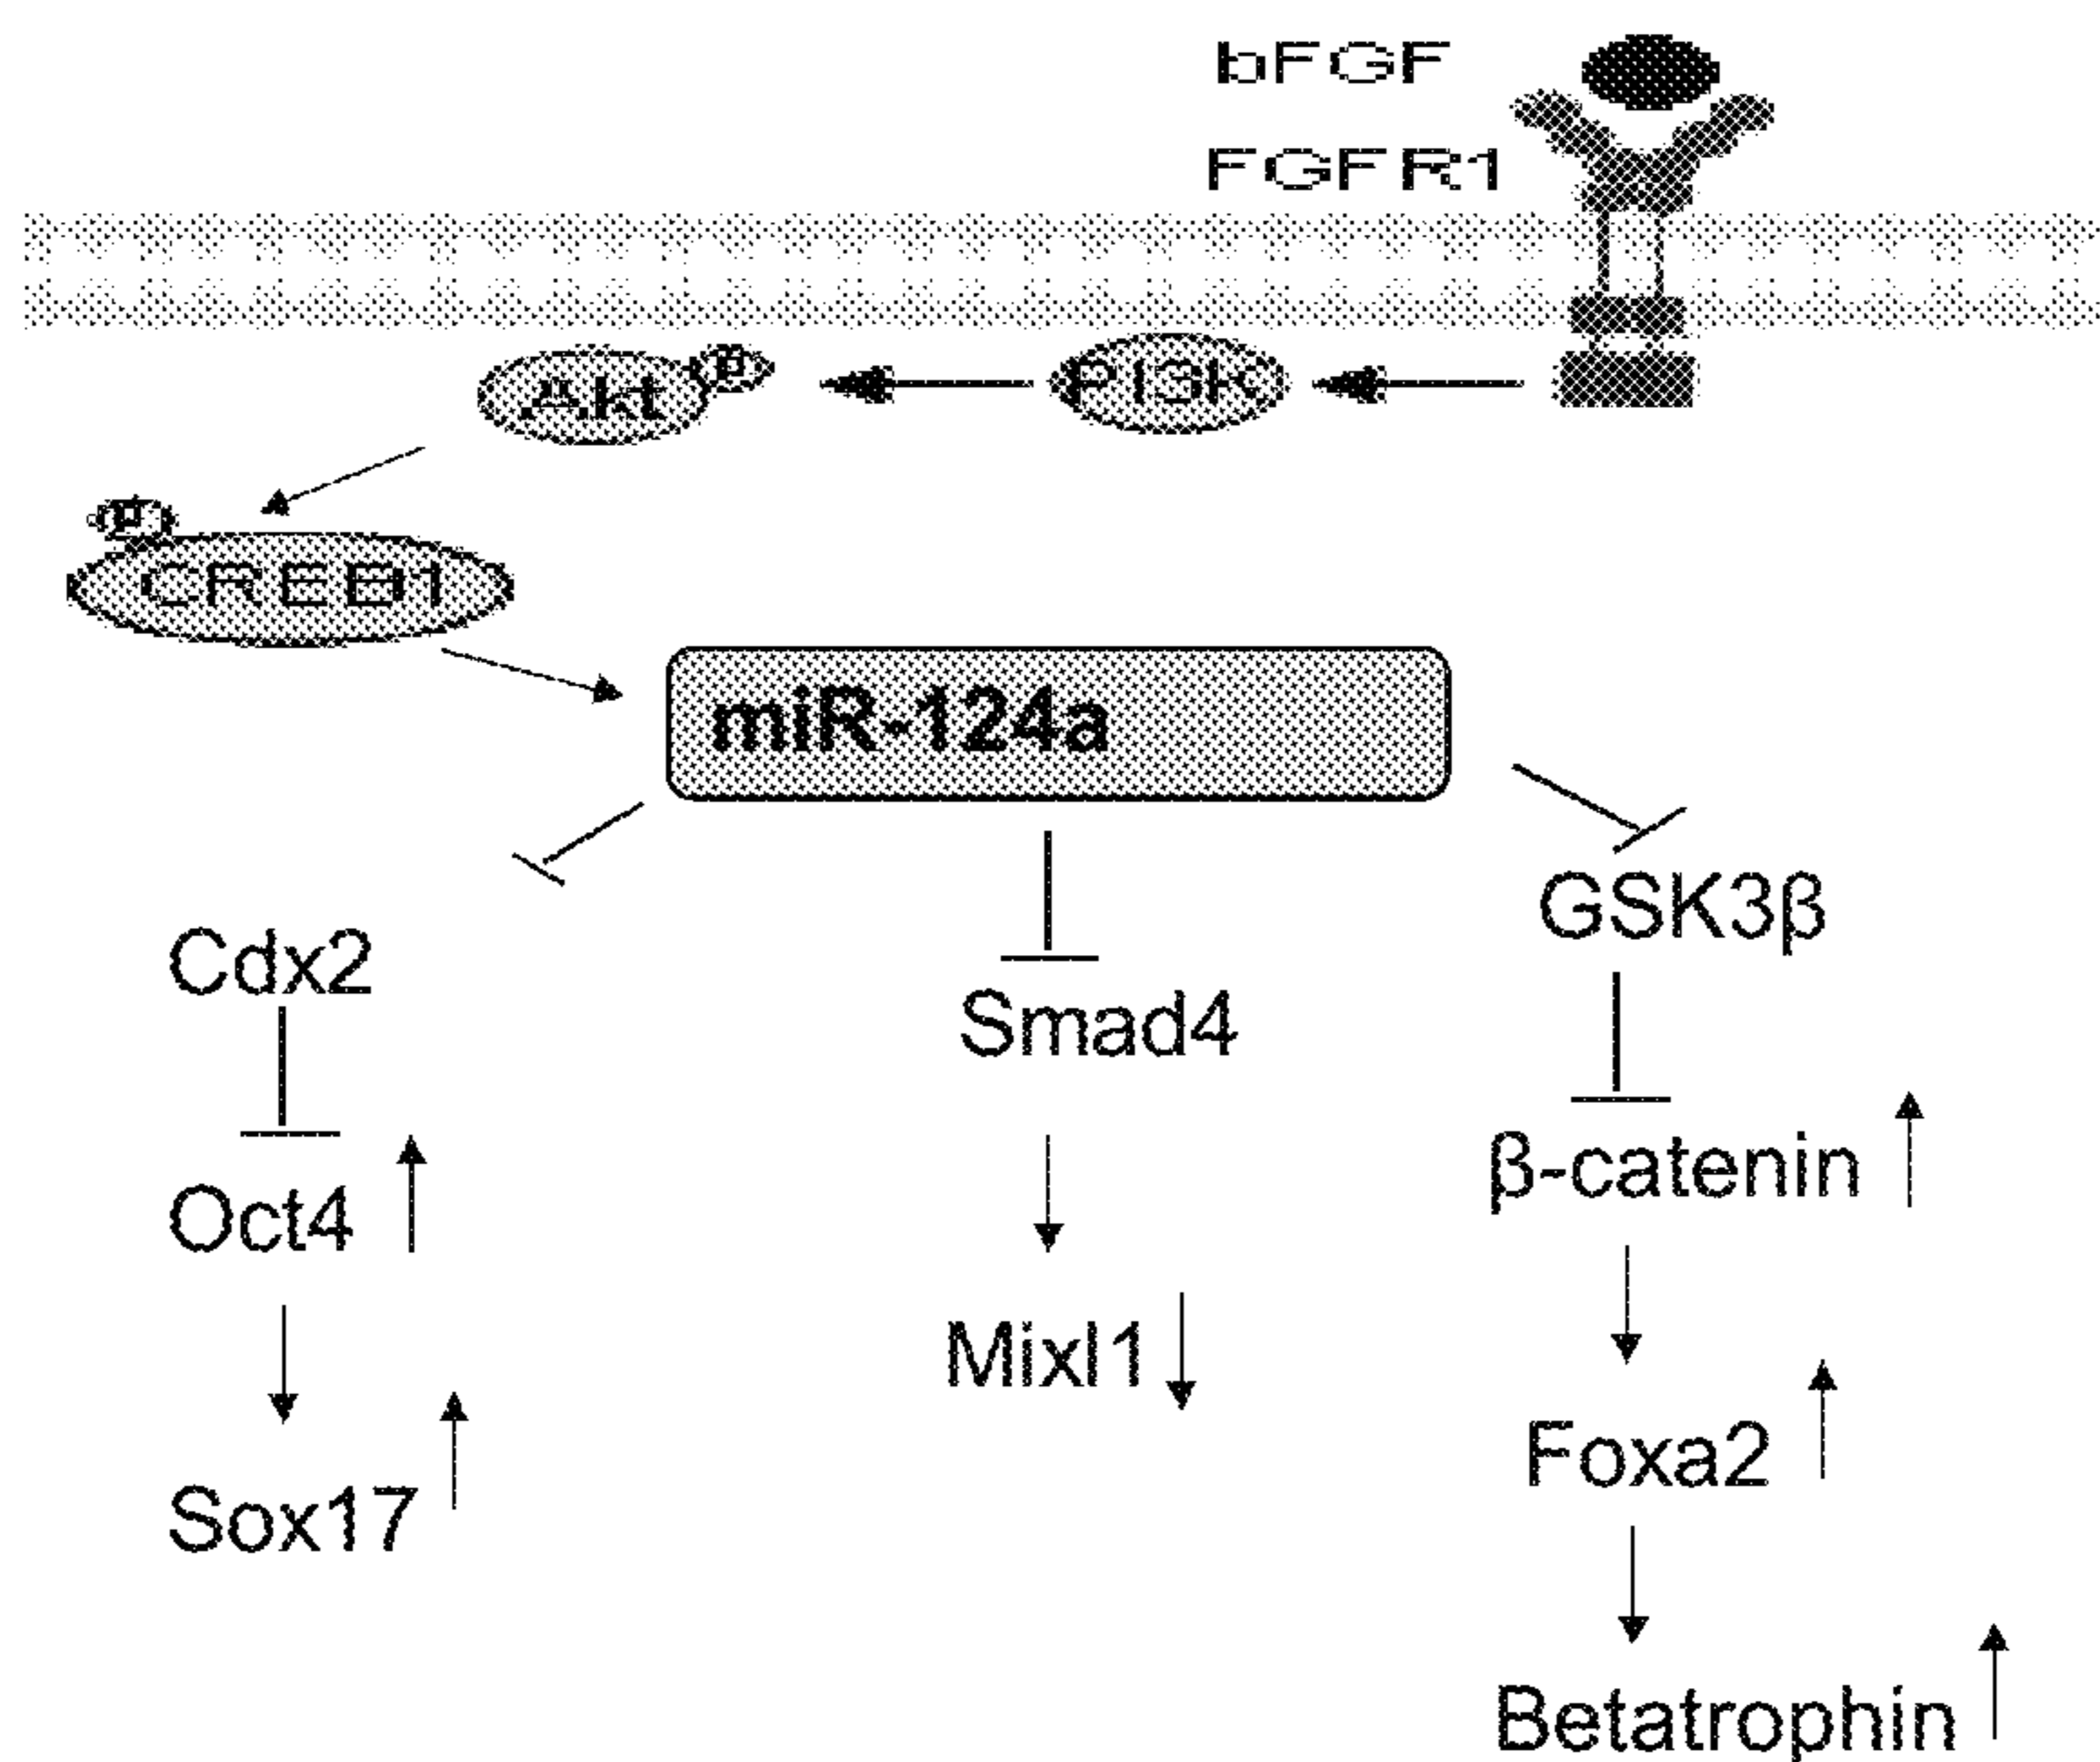 bFGF
FGFR1
Akt
P
PI3K
P
CREB1
miR-124a
GSK3β
Cdx2
Smad4
β-catenin
Oct4
Mixl1
Foxa2
Sox17
Betatrophin